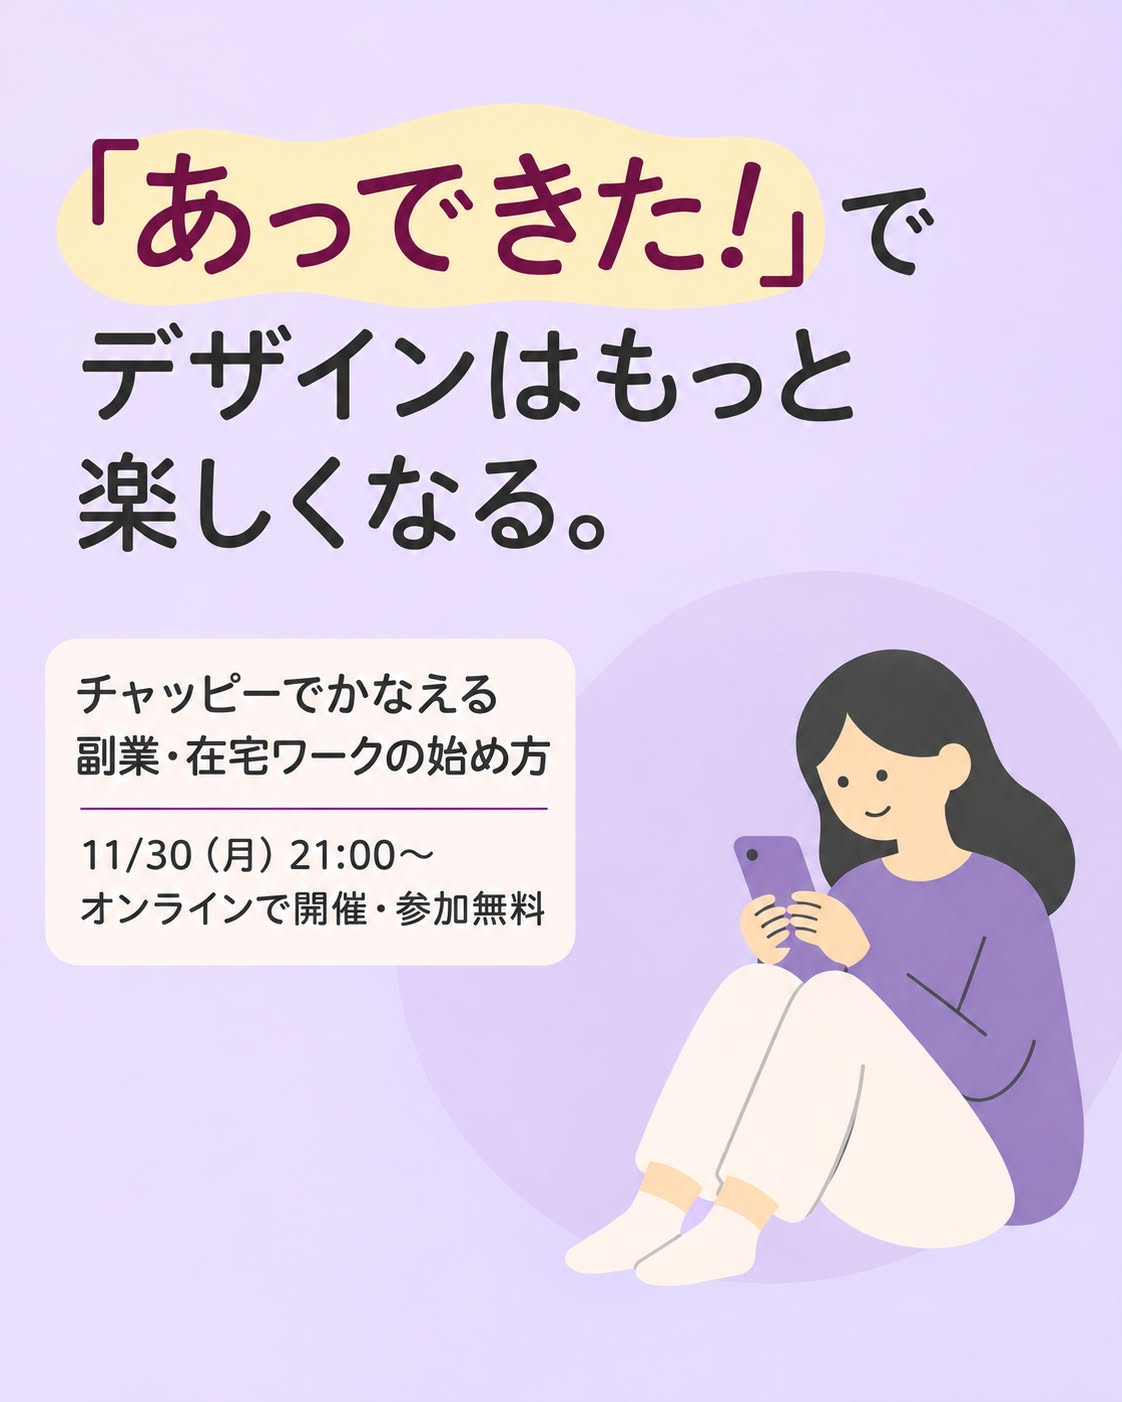 「あっできた!」で
デザインはもっと
楽しくなる。
チャッピーでかなえる
副業・在宅ワークの始め方
11/30（月）21:00〜
オンラインで開催・参加無料